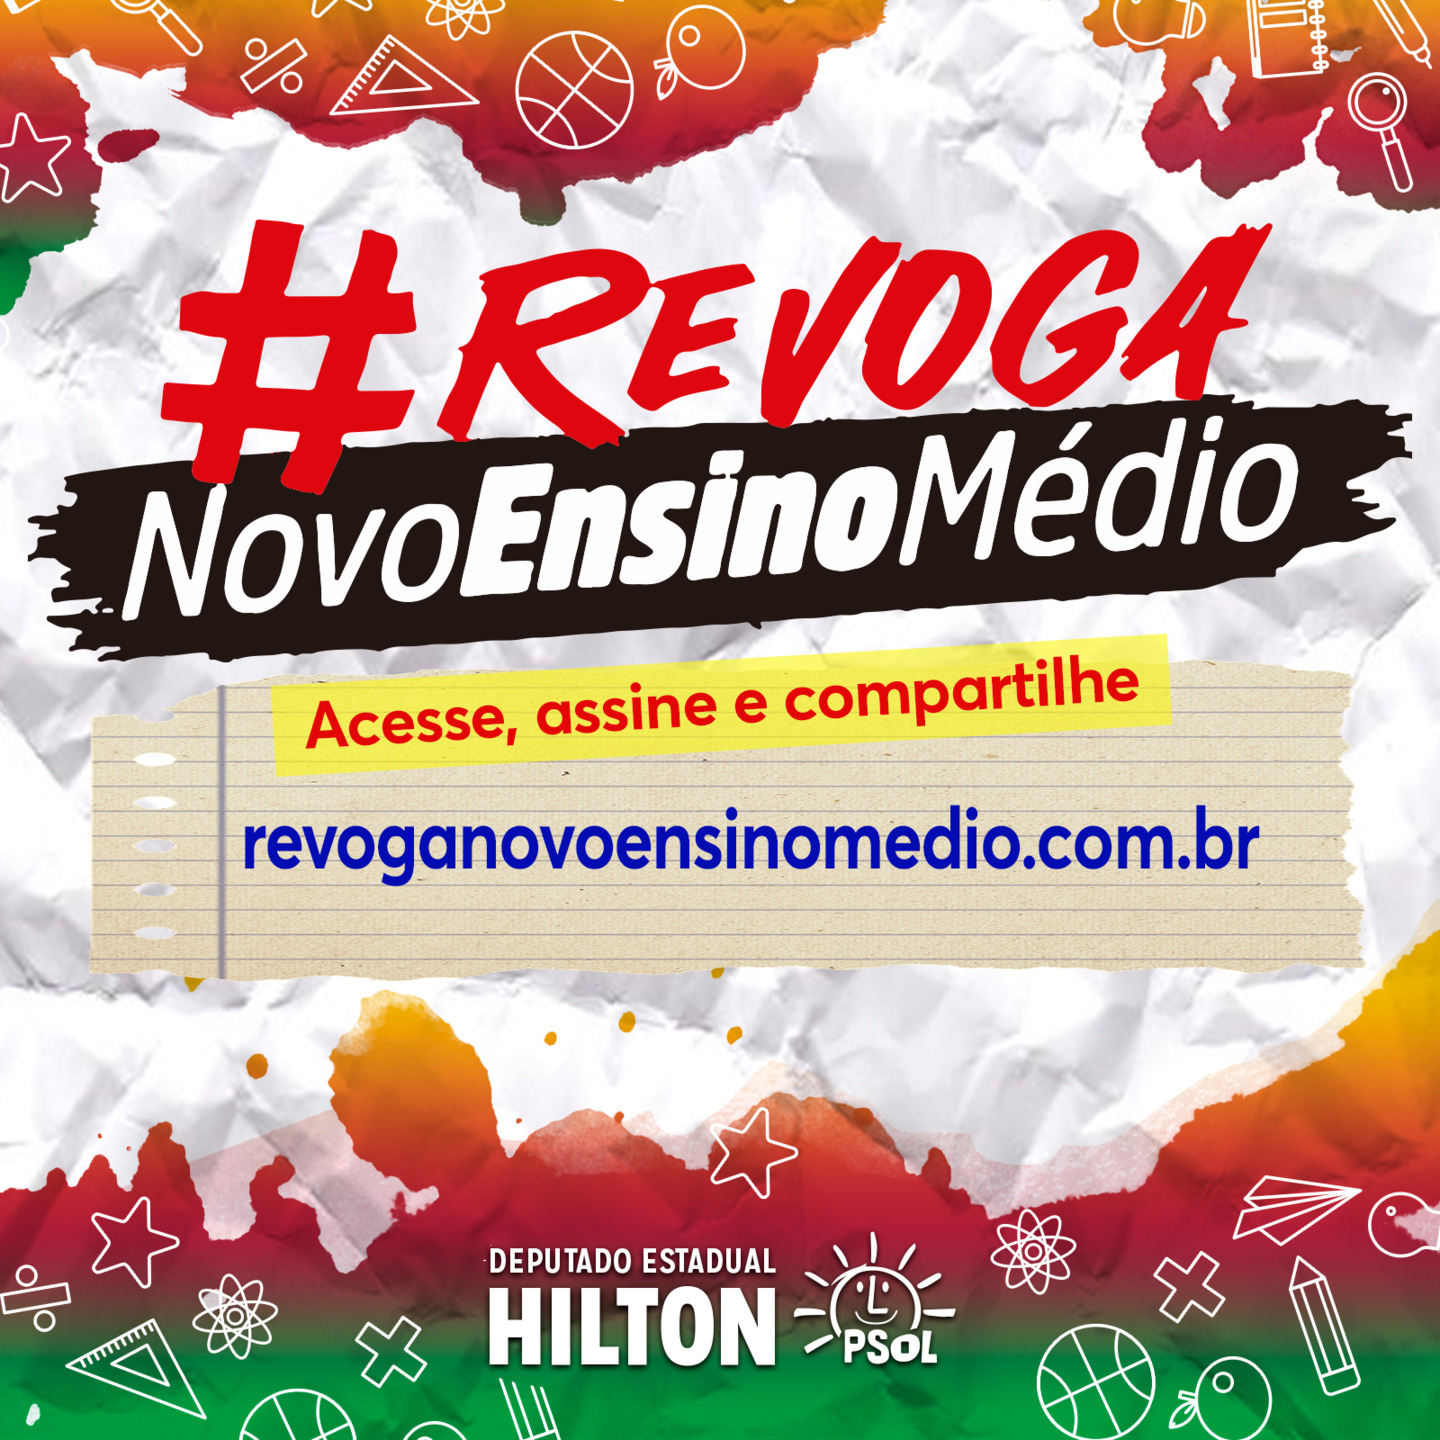 #REVOGA
NovoEnsinoMédio
Acesse, assine e compartilhe
revoganovoensinomedio.com.br
DEPUTADO ESTADUAL
HILTON
PSOL